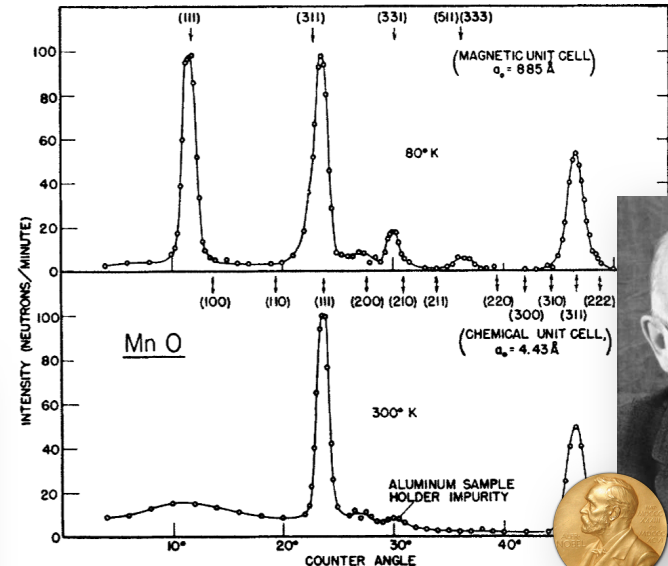 (111) (311) (331) (511)(333)
100
80
60
40
20
0
(MAGNETIC UNIT CELL
a₀ = 8.85 Å)
80° K
INTENSITY (NEUTRONS/MINUTE)
(100) (110) (111) (200) (210) (211) (220) (300) (310) (311) (222)
100
80
60
40
20
0
Mn O
(CHEMICAL UNIT CELL,
a₀ = 4.43 Å)
300° K
ALUMINUM SAMPLE
HOLDER IMPURITY
10° 20° 30° 40°
COUNTER ANGLE